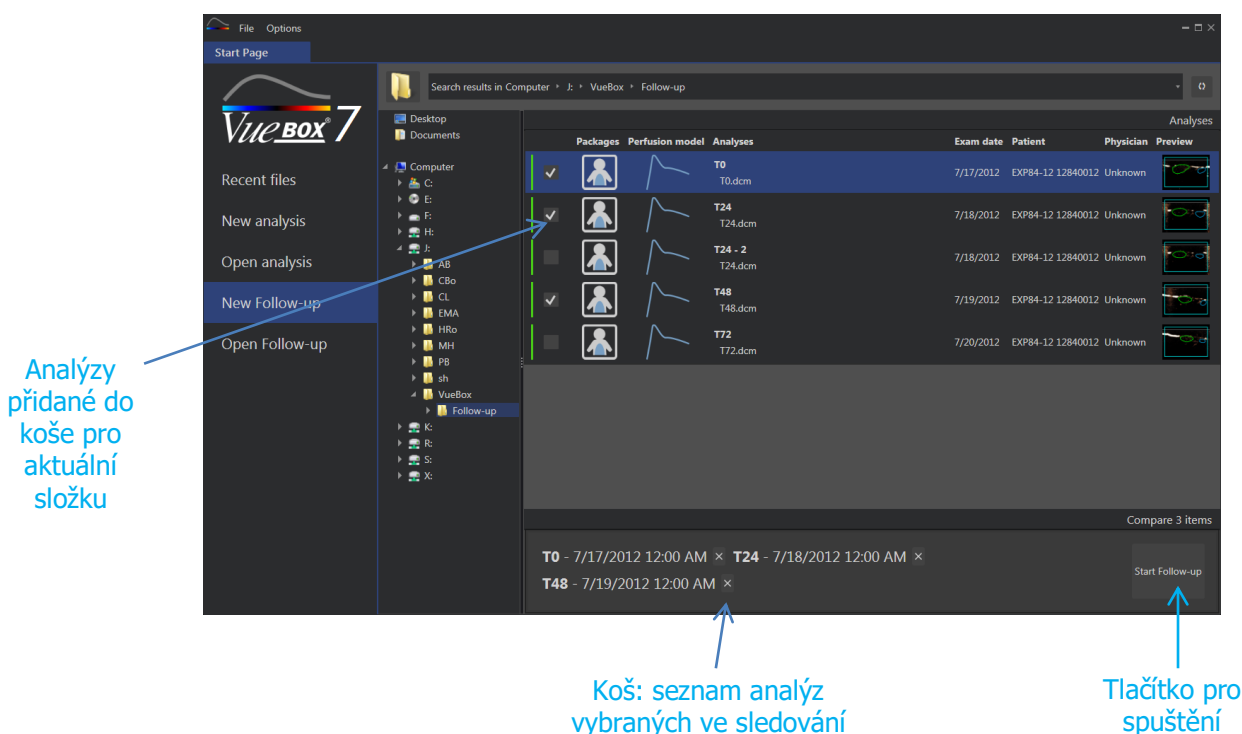 File Options
Start Page
Search results in Computer J: VueBox Follow-up
VueBOX® 7
Recent files
New analysis
Open analysis
New Follow-up
Open Follow-up
Desktop
Documents
Computer
C:
E:
F:
H:
J:
AB
CBo
CL
EMA
HRo
MH
PB
sh
VueBox
Follow-up
K:
R:
S:
X:
Analyses
Packages Perfusion model Analyses Exam date Patient Physician Preview
T0
T0.dcm
7/17/2012 EXP84-12 12840012 Unknown
T24
T24.dcm
7/18/2012 EXP84-12 12840012 Unknown
T24 - 2
T24.dcm
7/18/2012 EXP84-12 12840012 Unknown
T48
T48.dcm
7/19/2012 EXP84-12 12840012 Unknown
T72
T72.dcm
7/20/2012 EXP84-12 12840012 Unknown
Compare 3 items
T0 - 7/17/2012 12:00 AM × T24 - 7/18/2012 12:00 AM ×
T48 - 7/19/2012 12:00 AM ×
Start Follow-up
Analýzy
přidané do
koše pro
aktuální
složku
Koš: seznam analýz
vybraných ve sledování
Tlačítko pro
spuštění